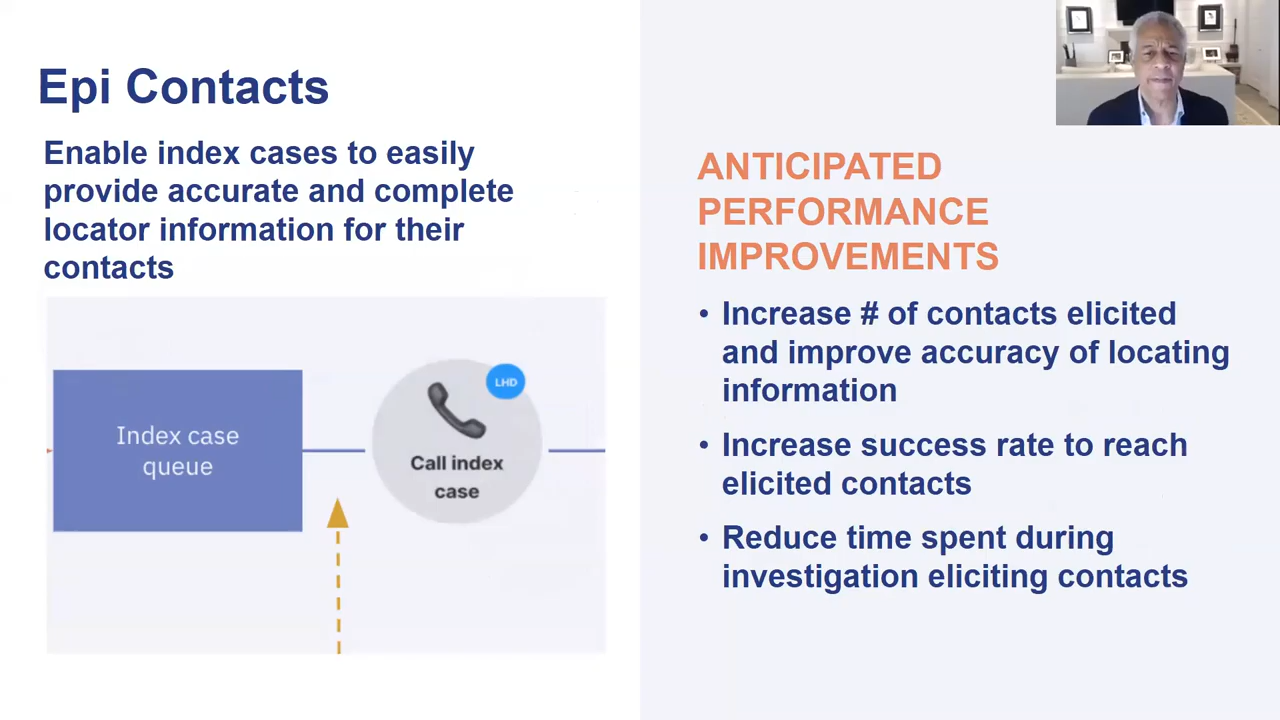 Epi Contacts
Enable index cases to easily
provide accurate and complete
locator information for their
contacts
Index case
queue
LHD
Call index
case
ANTICIPATED
PERFORMANCE
IMPROVEMENTS
• Increase # of contacts elicited
and improve accuracy of locating
information
• Increase success rate to reach
elicited contacts
• Reduce time spent during
investigation eliciting contacts